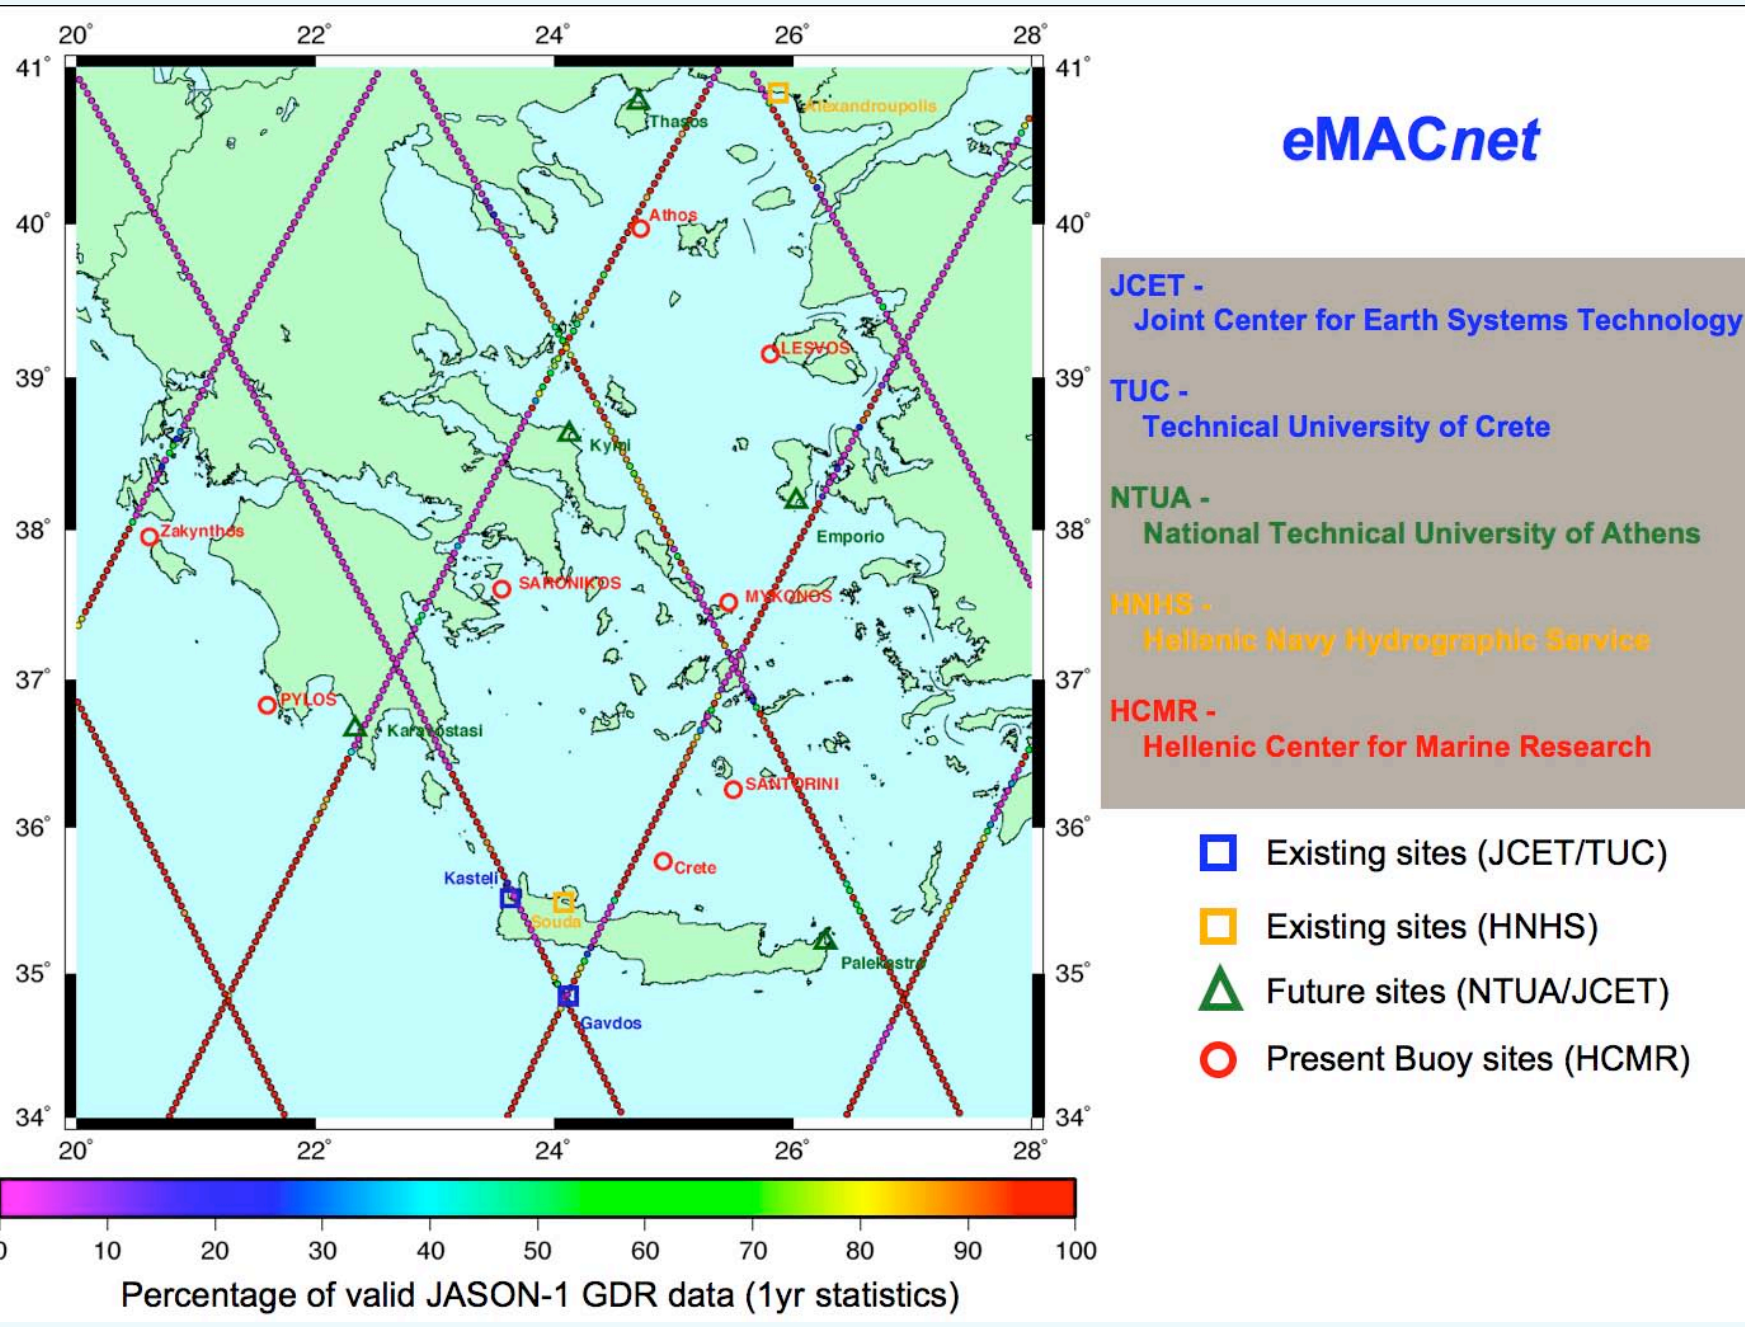 20° 22° 24° 26° 28°
41° 41°
Alexandroupolis
Thasos
eMACnet
40° 40°
Athos
JCET -
Joint Center for Earth Systems Technology
LESVOS
39° 39°
TUC -
Technical University of Crete
Kymi
NTUA -
National Technical University of Athens
38° 38°
Zakynthos
Emporio
SARONIKOS
MYKONOS
HNHS -
Hellenic Navy Hydrographic Service
37° 37°
PYLOS
Karavostasi
HCMR -
Hellenic Center for Marine Research
SANTORINI
36° 36°
Existing sites (JCET/TUC)
Crete
Kasteli
Souda
Existing sites (HNHS)
Palekastro
35° 35°
Future sites (NTUA/JCET)
Gavdos
Present Buoy sites (HCMR)
34° 34°
20° 22° 24° 26° 28°
0 10 20 30 40 50 60 70 80 90 100
Percentage of valid JASON-1 GDR data (1yr statistics)